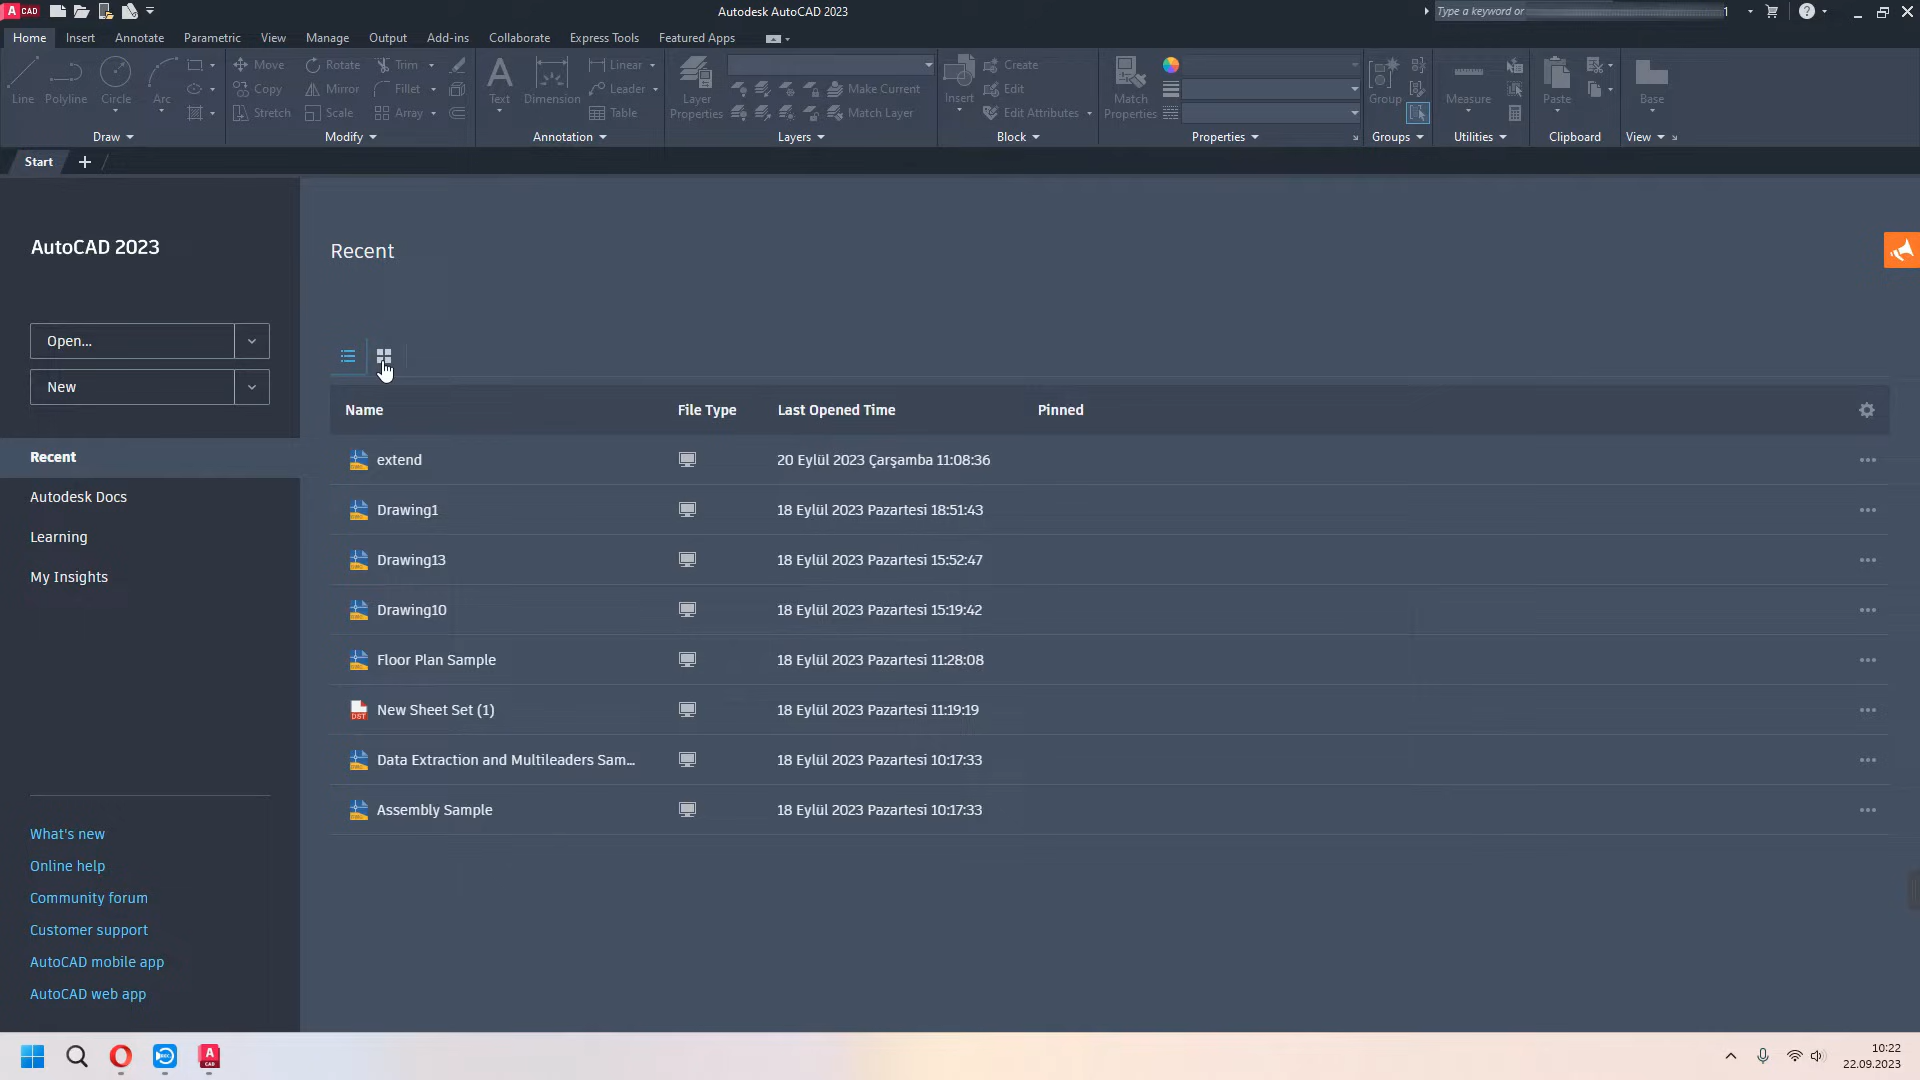 A CAD
Autodesk AutoCAD 2023
Type a keyword or
Home Insert Annotate Parametric View Manage Output Add-ins Collaborate Express Tools Featured Apps
Line Polyline Circle Arc
Move Rotate Trim
Copy Mirror Fillet
Stretch Scale Array
Text Dimension
Linear
Leader
Table
Layer Properties
Make Current
Match Layer
Insert
Create
Edit
Edit Attributes
Match Properties
Group
Measure
Paste
Base
Draw Modify Annotation Layers Block Properties Groups Utilities Clipboard View
Start
AutoCAD 2023
Open...
New
Recent
Autodesk Docs
Learning
My Insights
What's new
Online help
Community forum
Customer support
AutoCAD mobile app
AutoCAD web app
Recent
Name File Type Last Opened Time Pinned
extend 20 Eylül 2023 Çarşamba 11:08:36
Drawing1 18 Eylül 2023 Pazartesi 18:51:43
Drawing13 18 Eylül 2023 Pazartesi 15:52:47
Drawing10 18 Eylül 2023 Pazartesi 15:19:42
Floor Plan Sample 18 Eylül 2023 Pazartesi 11:28:08
DST New Sheet Set (1) 18 Eylül 2023 Pazartesi 11:19:19
Data Extraction and Multileaders Sam... 18 Eylül 2023 Pazartesi 10:17:33
Assembly Sample 18 Eylül 2023 Pazartesi 10:17:33
REC
A CAD
10:22
22.09.2023